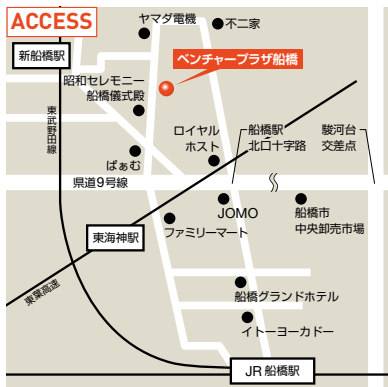 ACCESS
ヤマダ電機
不二家
新船橋駅
ベンチャープラザ船橋
昭和セレモニー
船橋儀式殿
東武野田線
ロイヤル
ホスト
船橋駅
北口十字路
駿河台
交差点
ぱぁむ
県道9号線
JOMO
船橋市
中央卸売市場
ファミリーマート
東海神駅
東葉高速
船橋グランドホテル
イトーヨーカドー
JR 船橋駅